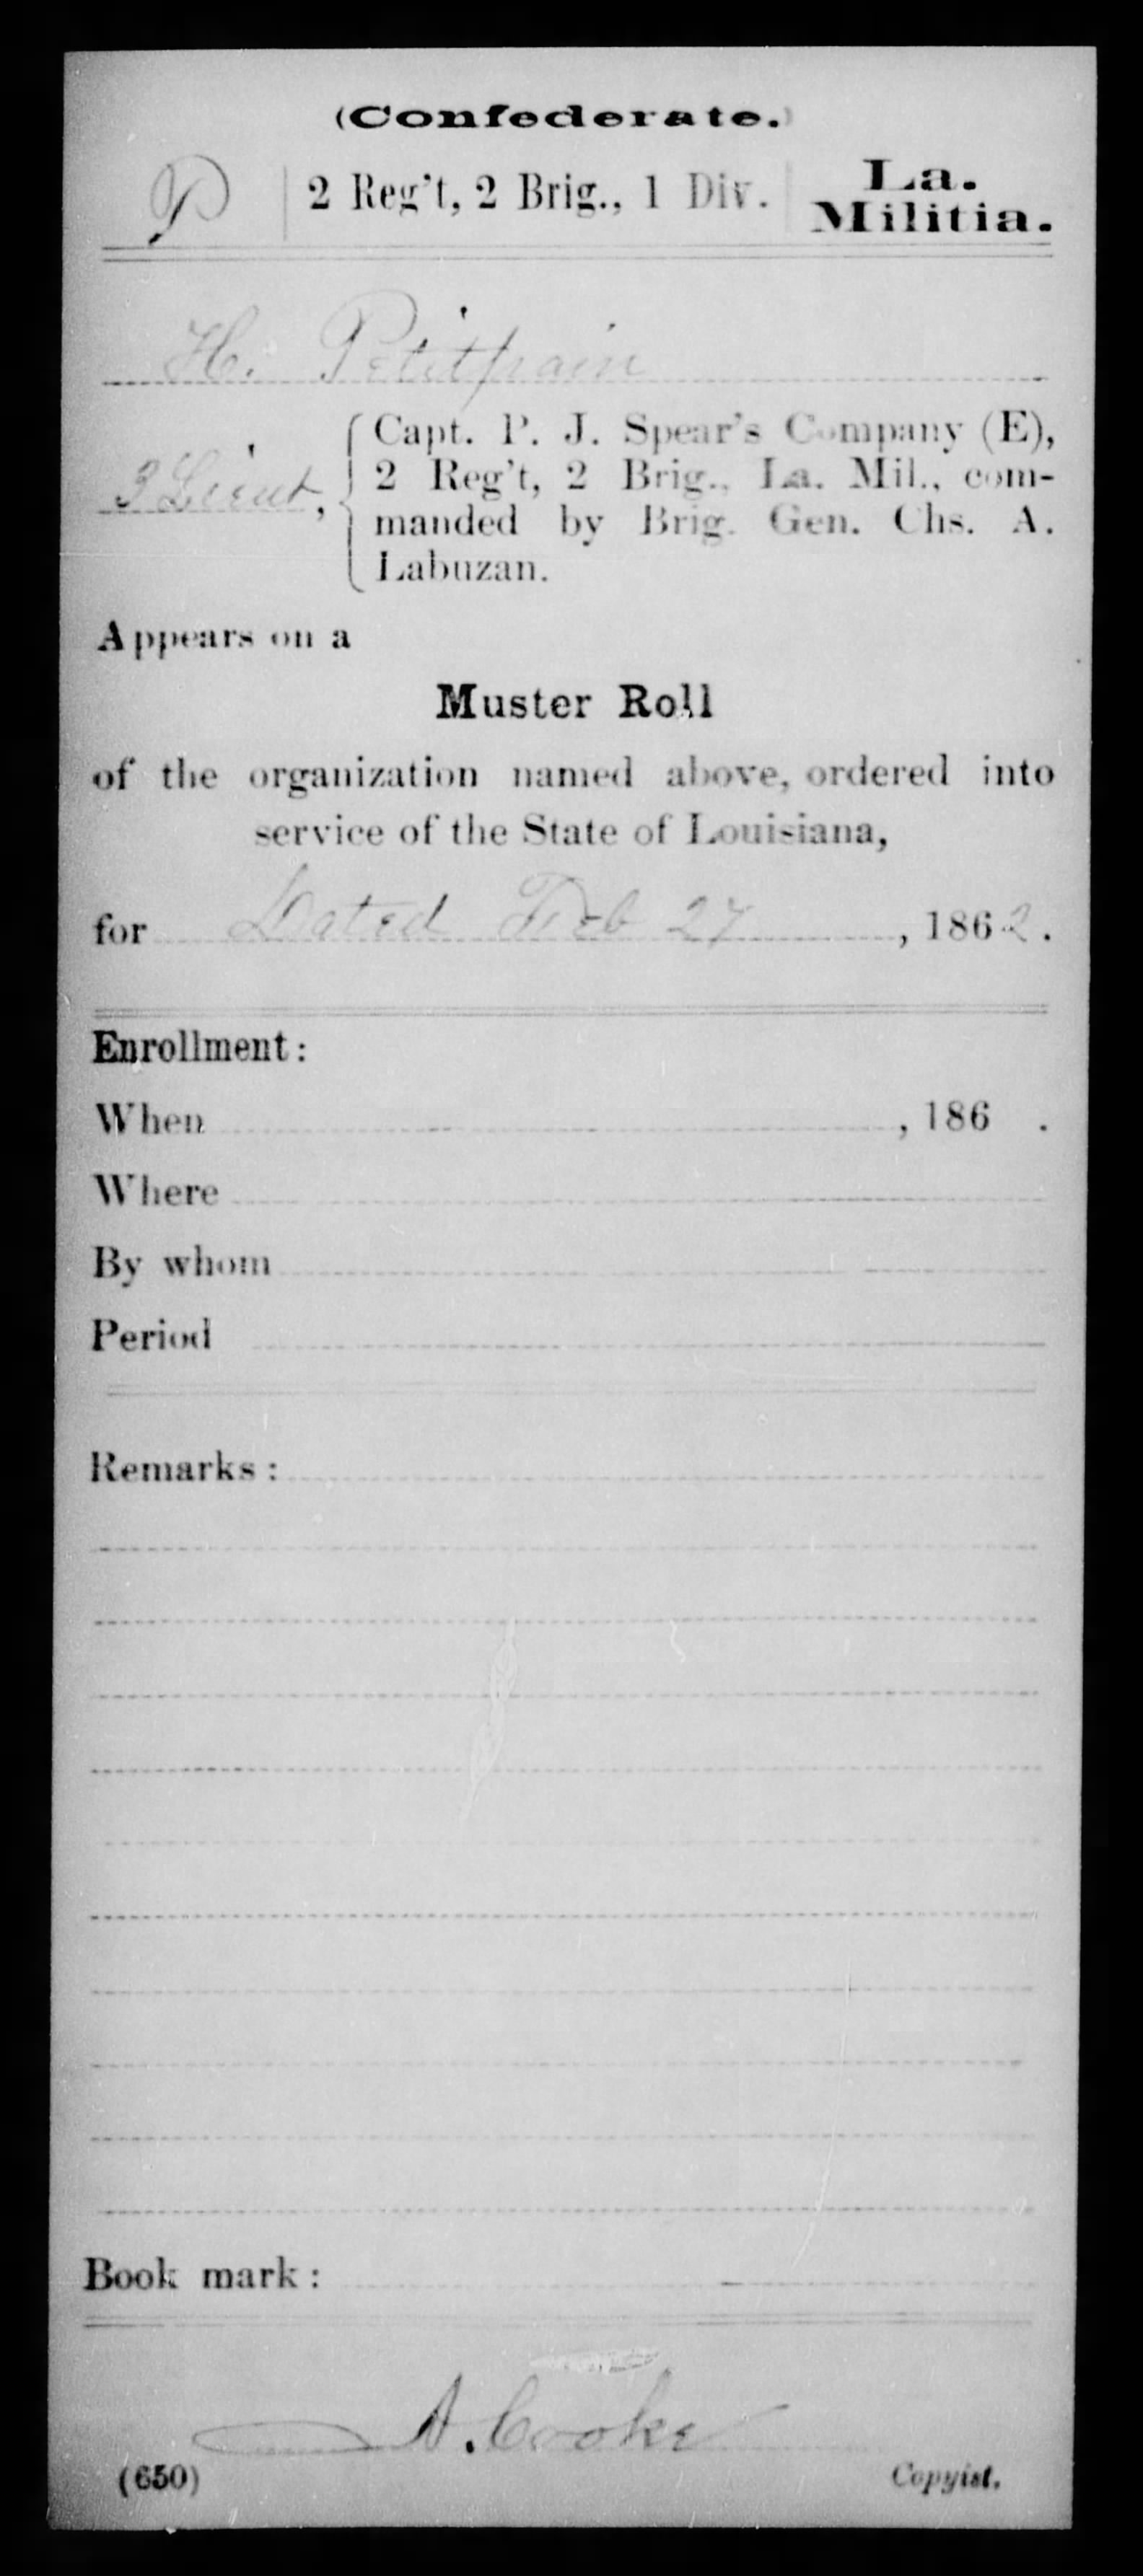 (Confederate.)
P | 2 Reg't, 2 Brig., 1 Div. | La. Militia.
H. Petitpain
3 Lieut, { Capt. P. J. Spear's Company (E),
2 Reg't, 2 Brig., La. Mil., com-
manded by Brig. Gen. Chs. A.
Labuzan.
Appears on a
Muster Roll
of the organization named above, ordered into
service of the State of Louisiana,
for Dated Feb 27, 1862.
Enrollment:
When , 186 .
Where
By whom
Period
Remarks:
Book mark:
A. Cooke
(650) Copyist.